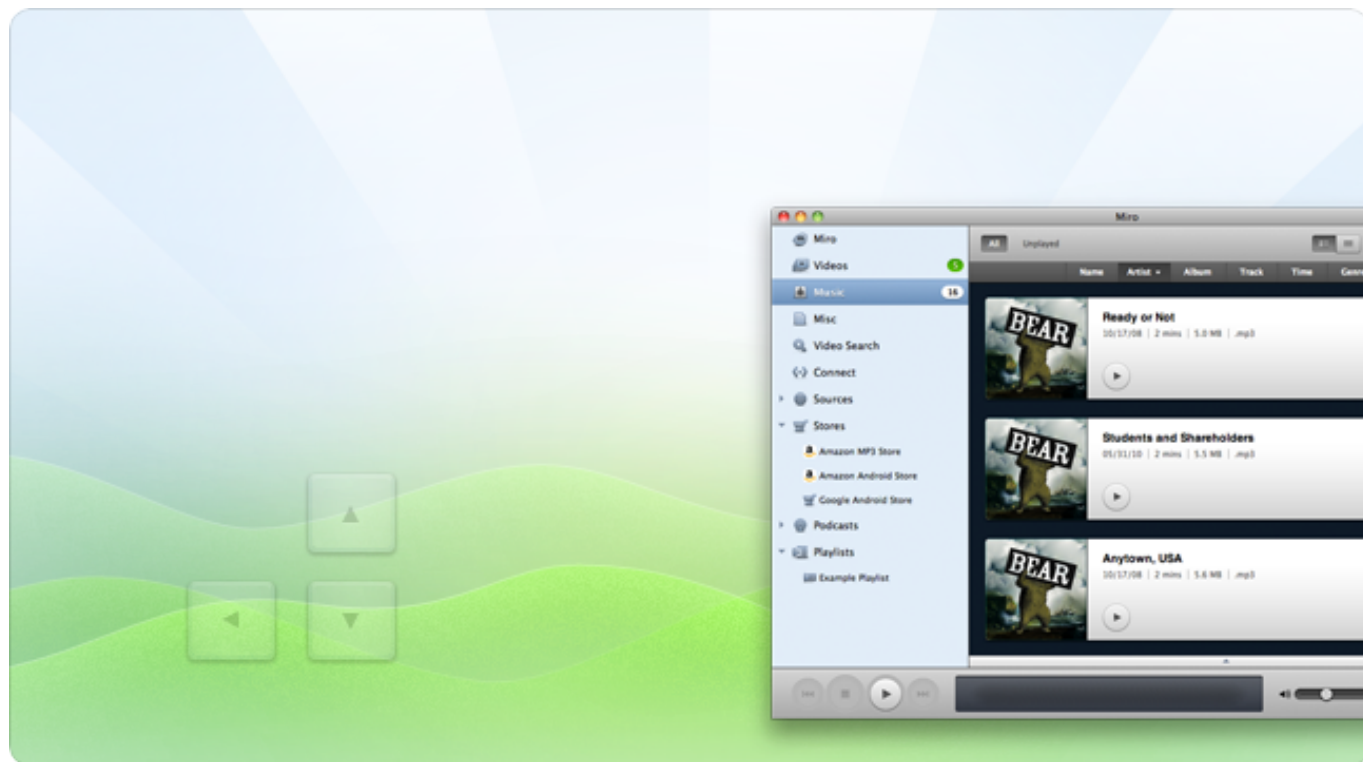 Miro
Miro
Videos 5
Music 16
Misc
Video Search
Connect
Sources
Stores
Amazon MP3 Store
Amazon Android Store
Google Android Store
Podcasts
Playlists
Example Playlist
All Unplayed
Name Artist Album Track Time Genre
BEAR
Ready or Not
10/17/08 | 2 mins | 5.0 MB | .mp3
BEAR
Students and Shareholders
05/31/10 | 2 mins | 5.5 MB | .mp3
BEAR
Anytown, USA
10/17/08 | 2 mins | 5.6 MB | .mp3